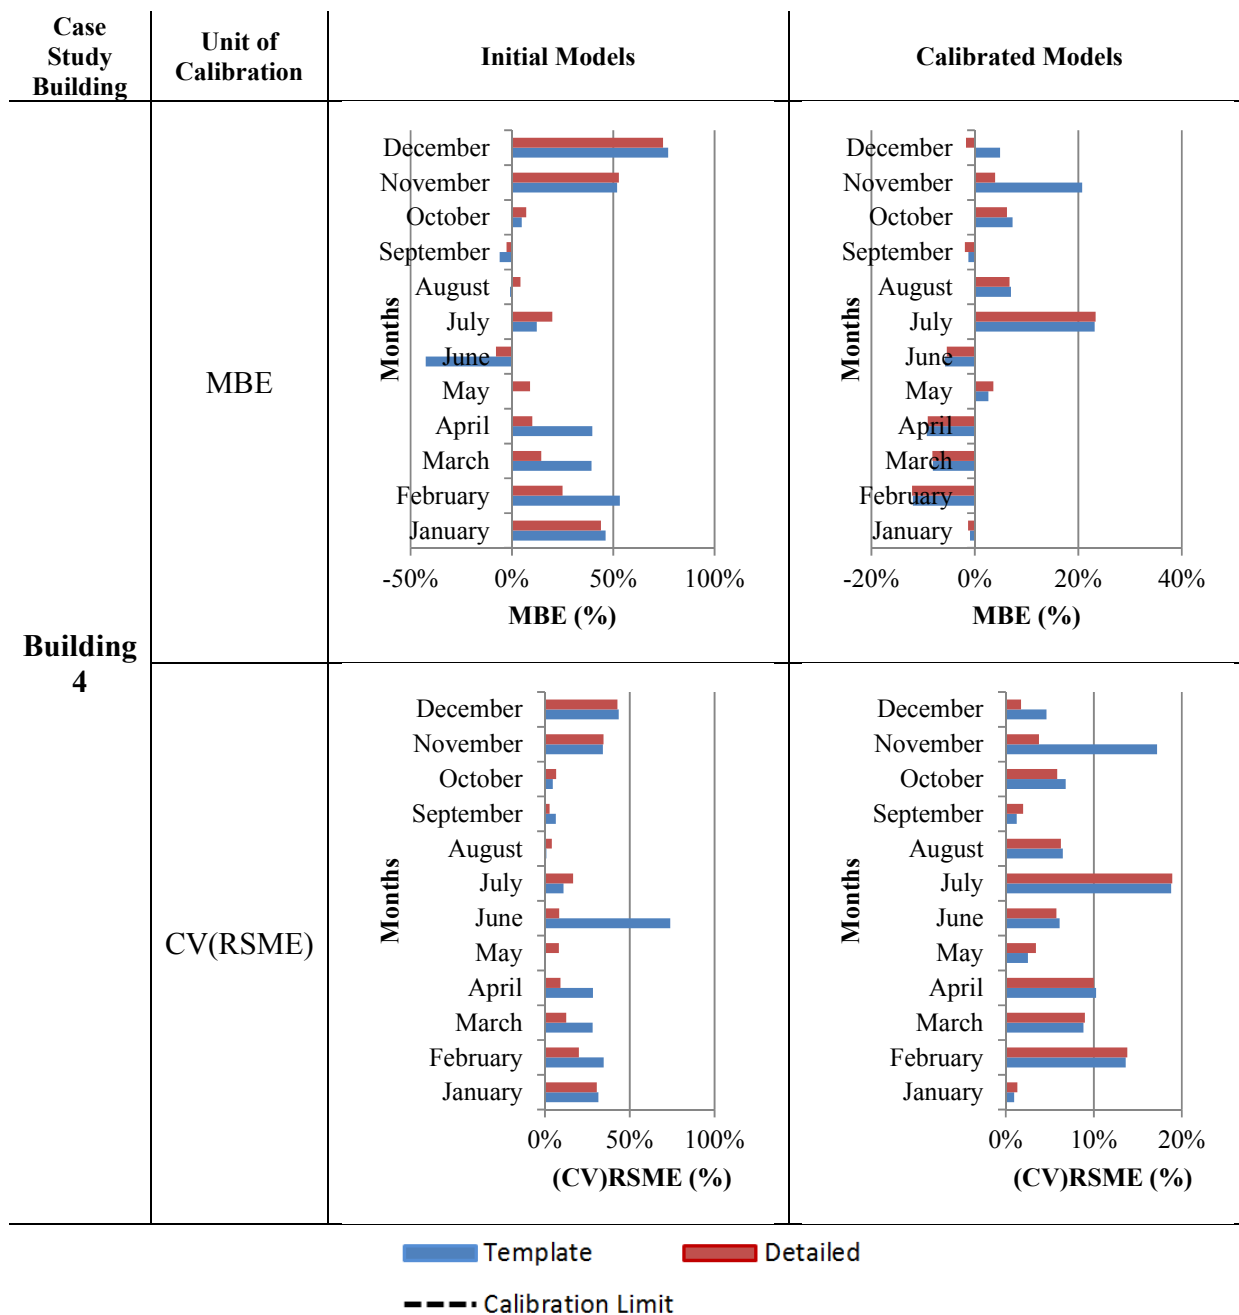 Case
Study
Building
Unit of
Calibration
Initial Models
Calibrated Models
Building
4
MBE
Months
December
November
October
September
August
July
June
May
April
March
February
January
-50% 0% 50% 100%
MBE (%)
Months
December
November
October
September
August
July
June
May
April
March
February
January
-20% 0% 20% 40%
MBE (%)
CV(RSME)
Months
December
November
October
September
August
July
June
May
April
March
February
January
0% 50% 100%
(CV)RSME (%)
Months
December
November
October
September
August
July
June
May
April
March
February
January
0% 10% 20%
(CV)RSME (%)
Template Detailed
Calibration Limit